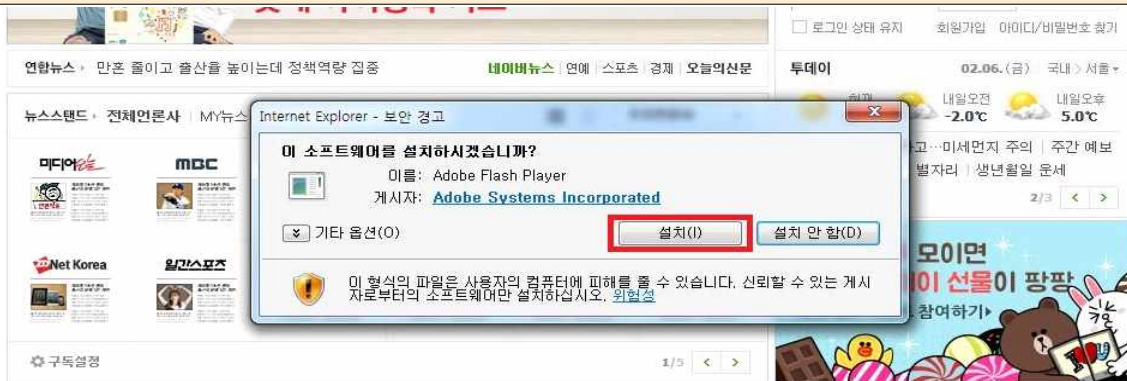 로그인 상태 유지
회원가입 아이디/비밀번호 찾기
연합뉴스 › 만혼 줄이고 출산율 높이는데 정책역량 집중
네이버뉴스 | 연예 | 스포츠 | 경제 | 오늘의신문
투데이
02.06.(금) 국내 > 서울
뉴스스탠드 › 전체언론사 | MY뉴스
내일오전
-2.0℃
내일오후
5.0℃
Internet Explorer - 보안 경고
이 소프트웨어를 설치하시겠습니까?
이름: Adobe Flash Player
게시자: Adobe Systems Incorporated
기타 옵션(O)
설치(I)
설치 안 함(D)
이 형식의 파일은 사용자의 컴퓨터에 피해를 줄 수 있습니다. 신뢰할 수 있는 게시
자로부터의 소프트웨어만 설치하십시오. 위험성
미디어오늘
MBC
Net Korea
일간스포츠
고…미세먼지 주의 | 주간 예보
별자리 | 생년월일 운세
2/3 < >
모이면
선물이 팡팡
참여하기▶
구독설정
1/5 < >